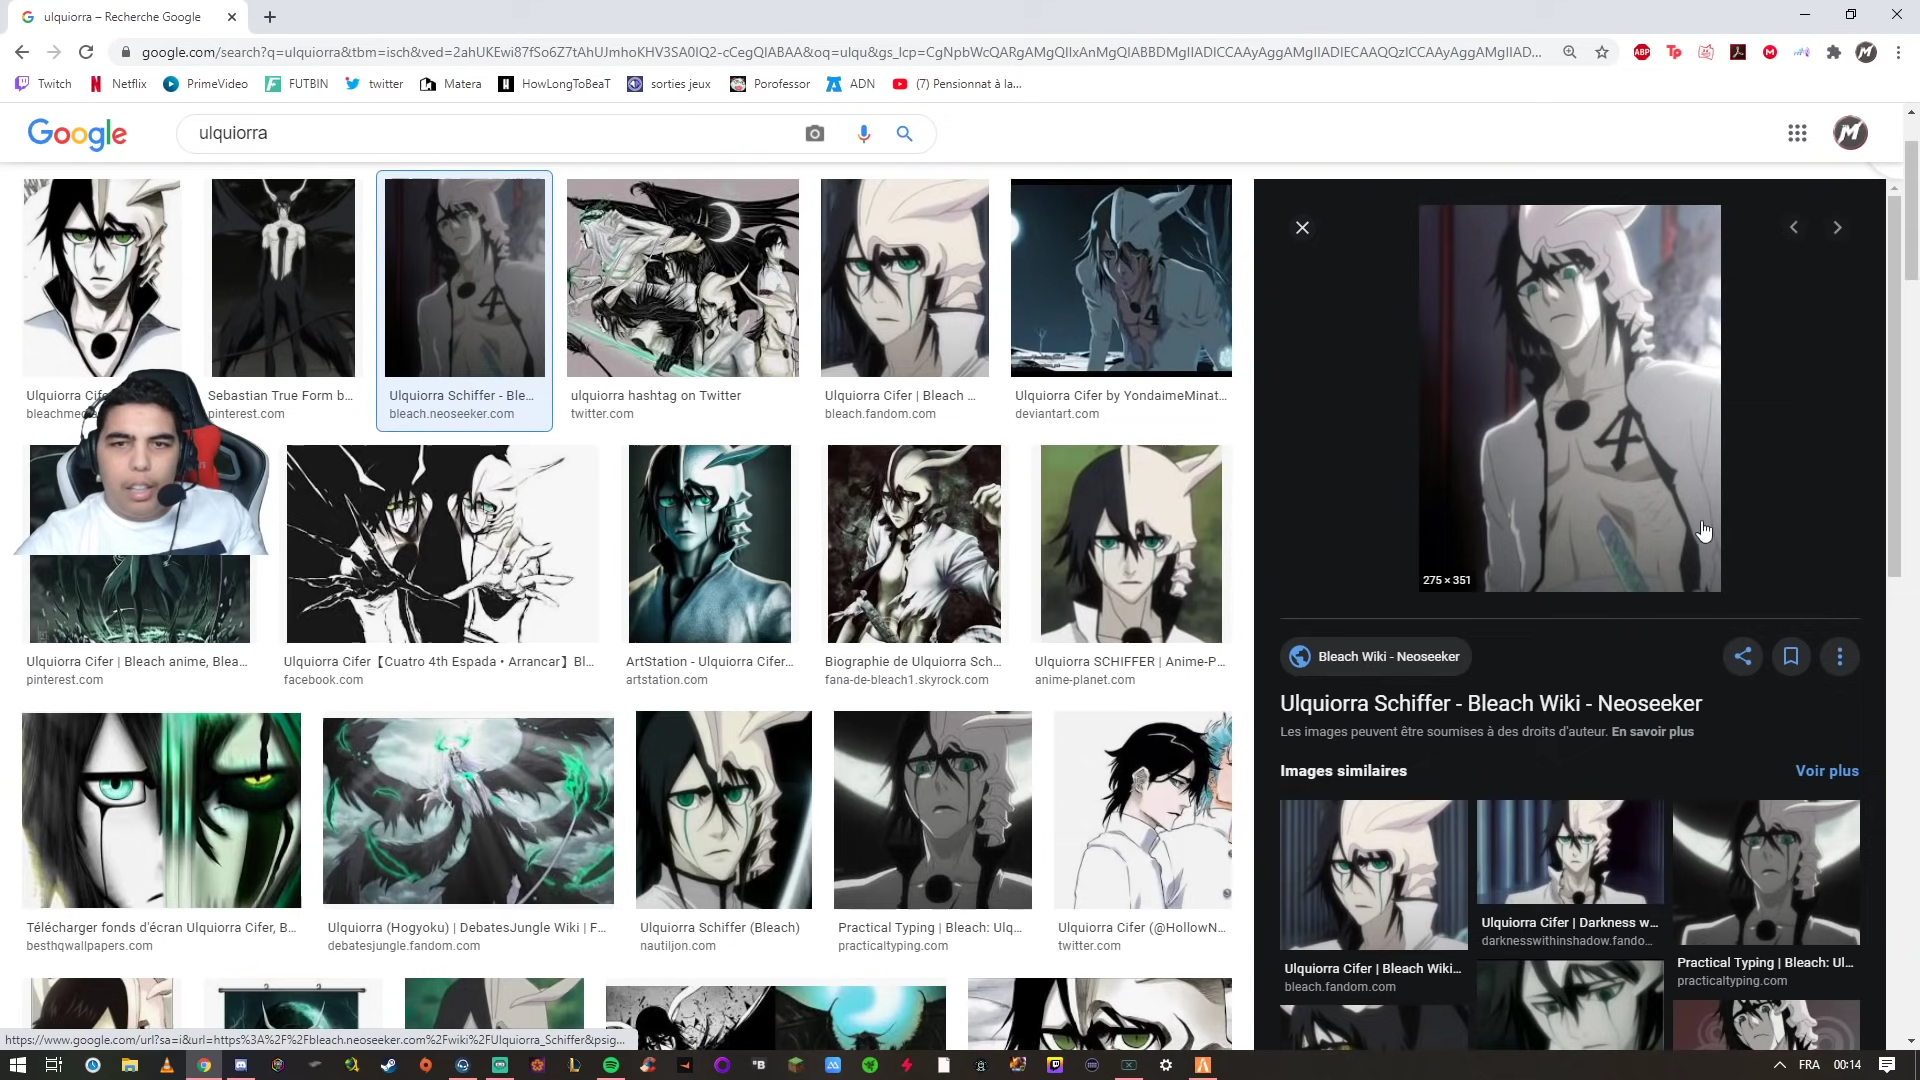 ulquiorra – Recherche Google
google.com/search?q=ulquiorra&tbm=isch&ved=2ahUKEwi87fSo6Z7tAhUJmhoKHV3SA0IQ2-cCegQIABAA&oq=ulqu&gs_lcp=CgNpbWcQARgAMgQIIxAnMgQIABBDMgIIADICCAAyAggAMgIIADIECAAQQzICCAAyAggAMgIIAD...
ABP
Twitch
Netflix
PrimeVideo
FUTBIN
twitter
Matera
HowLongToBeaT
sorties jeux
Porofessor
ADN
(7) Pensionnat à la...
Google
ulquiorra
Ulquiorra Cife
bleachme
Sebastian True Form b...
pinterest.com
Ulquiorra Schiffer - Ble...
bleach.neoseeker.com
ulquiorra hashtag on Twitter
twitter.com
Ulquiorra Cifer | Bleach ...
bleach.fandom.com
Ulquiorra Cifer by YondaimeMinat...
deviantart.com
Ulquiorra Cifer | Bleach anime, Blea...
pinterest.com
Ulquiorra Cifer【Cuatro 4th Espada・Arrancar】Bl...
facebook.com
ArtStation - Ulquiorra Cifer...
artstation.com
Biographie de Ulquiorra Sch...
fana-de-bleach1.skyrock.com
Ulquiorra SCHIFFER | Anime-P...
anime-planet.com
Télécharger fonds d'écran Ulquiorra Cifer, B...
besthqwallpapers.com
Ulquiorra (Hogyoku) | DebatesJungle Wiki | F...
debatesjungle.fandom.com
Ulquiorra Schiffer (Bleach)
nautiljon.com
Practical Typing | Bleach: Ulq...
practicaltyping.com
Ulquiorra Cifer (@HollowN...
twitter.com
4
275 × 351
Bleach Wiki - Neoseeker
Ulquiorra Schiffer - Bleach Wiki - Neoseeker
Les images peuvent être soumises à des droits d'auteur. En savoir plus
Images similaires
Voir plus
Ulquiorra Cifer | Bleach Wiki...
bleach.fandom.com
Ulquiorra Cifer | Darkness w...
darknesswithinshadow.fando...
Practical Typing | Bleach: Ul...
practicaltyping.com
https://www.google.com/url?sa=i&url=https%3A%2F%2Fbleach.neoseeker.com%2Fwiki%2FUlquiorra_Schiffer&psig...
FRA
00:14